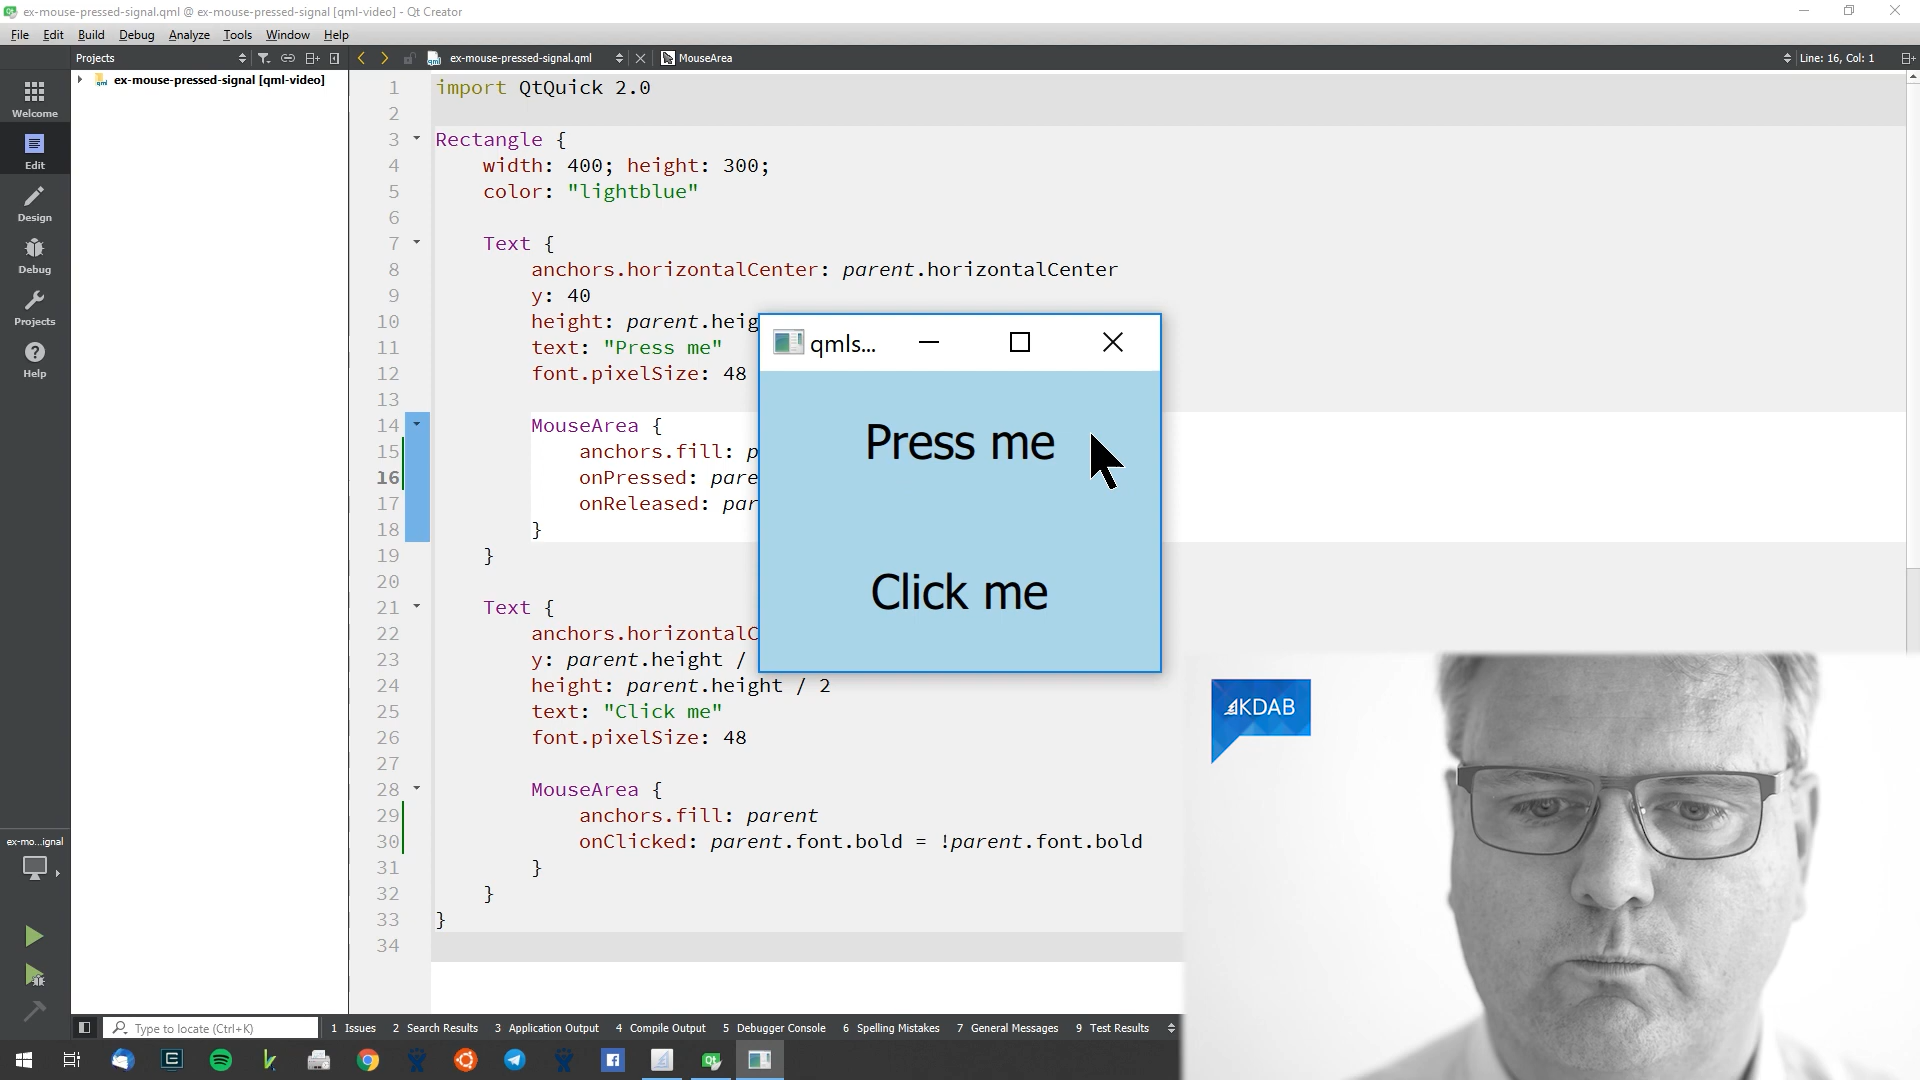 ex-mouse-pressed-signal.qml @ ex-mouse-pressed-signal [qml-video] - Qt Creator
File Edit Build Debug Analyze Tools Window Help
Projects
ex-mouse-pressed-signal.qml
MouseArea
Line: 16, Col: 1
ex-mouse-pressed-signal [qml-video]
Welcome
Edit
Design
Debug
Projects
Help
ex-mo...ignal
1 import QtQuick 2.0
2
3 Rectangle {
4 width: 400; height: 300;
5 color: "lightblue"
6
7 Text {
8 anchors.horizontalCenter: parent.horizontalCenter
9 y: 40
10 height: parent.heig
11 text: "Press me"
12 font.pixelSize: 48
13
14 MouseArea {
15 anchors.fill: p
16 onPressed: pare
17 onReleased: par
18 }
19 }
20
21 Text {
22 anchors.horizontalC
23 y: parent.height /
24 height: parent.height / 2
25 text: "Click me"
26 font.pixelSize: 48
27
28 MouseArea {
29 anchors.fill: parent
30 onClicked: parent.font.bold = !parent.font.bold
31 }
32 }
33 }
34
qmls...
Press me
Click me
KDAB
Type to locate (Ctrl+K)
1 Issues 2 Search Results 3 Application Output 4 Compile Output 5 Debugger Console 6 Spelling Mistakes 7 General Messages 9 Test Results